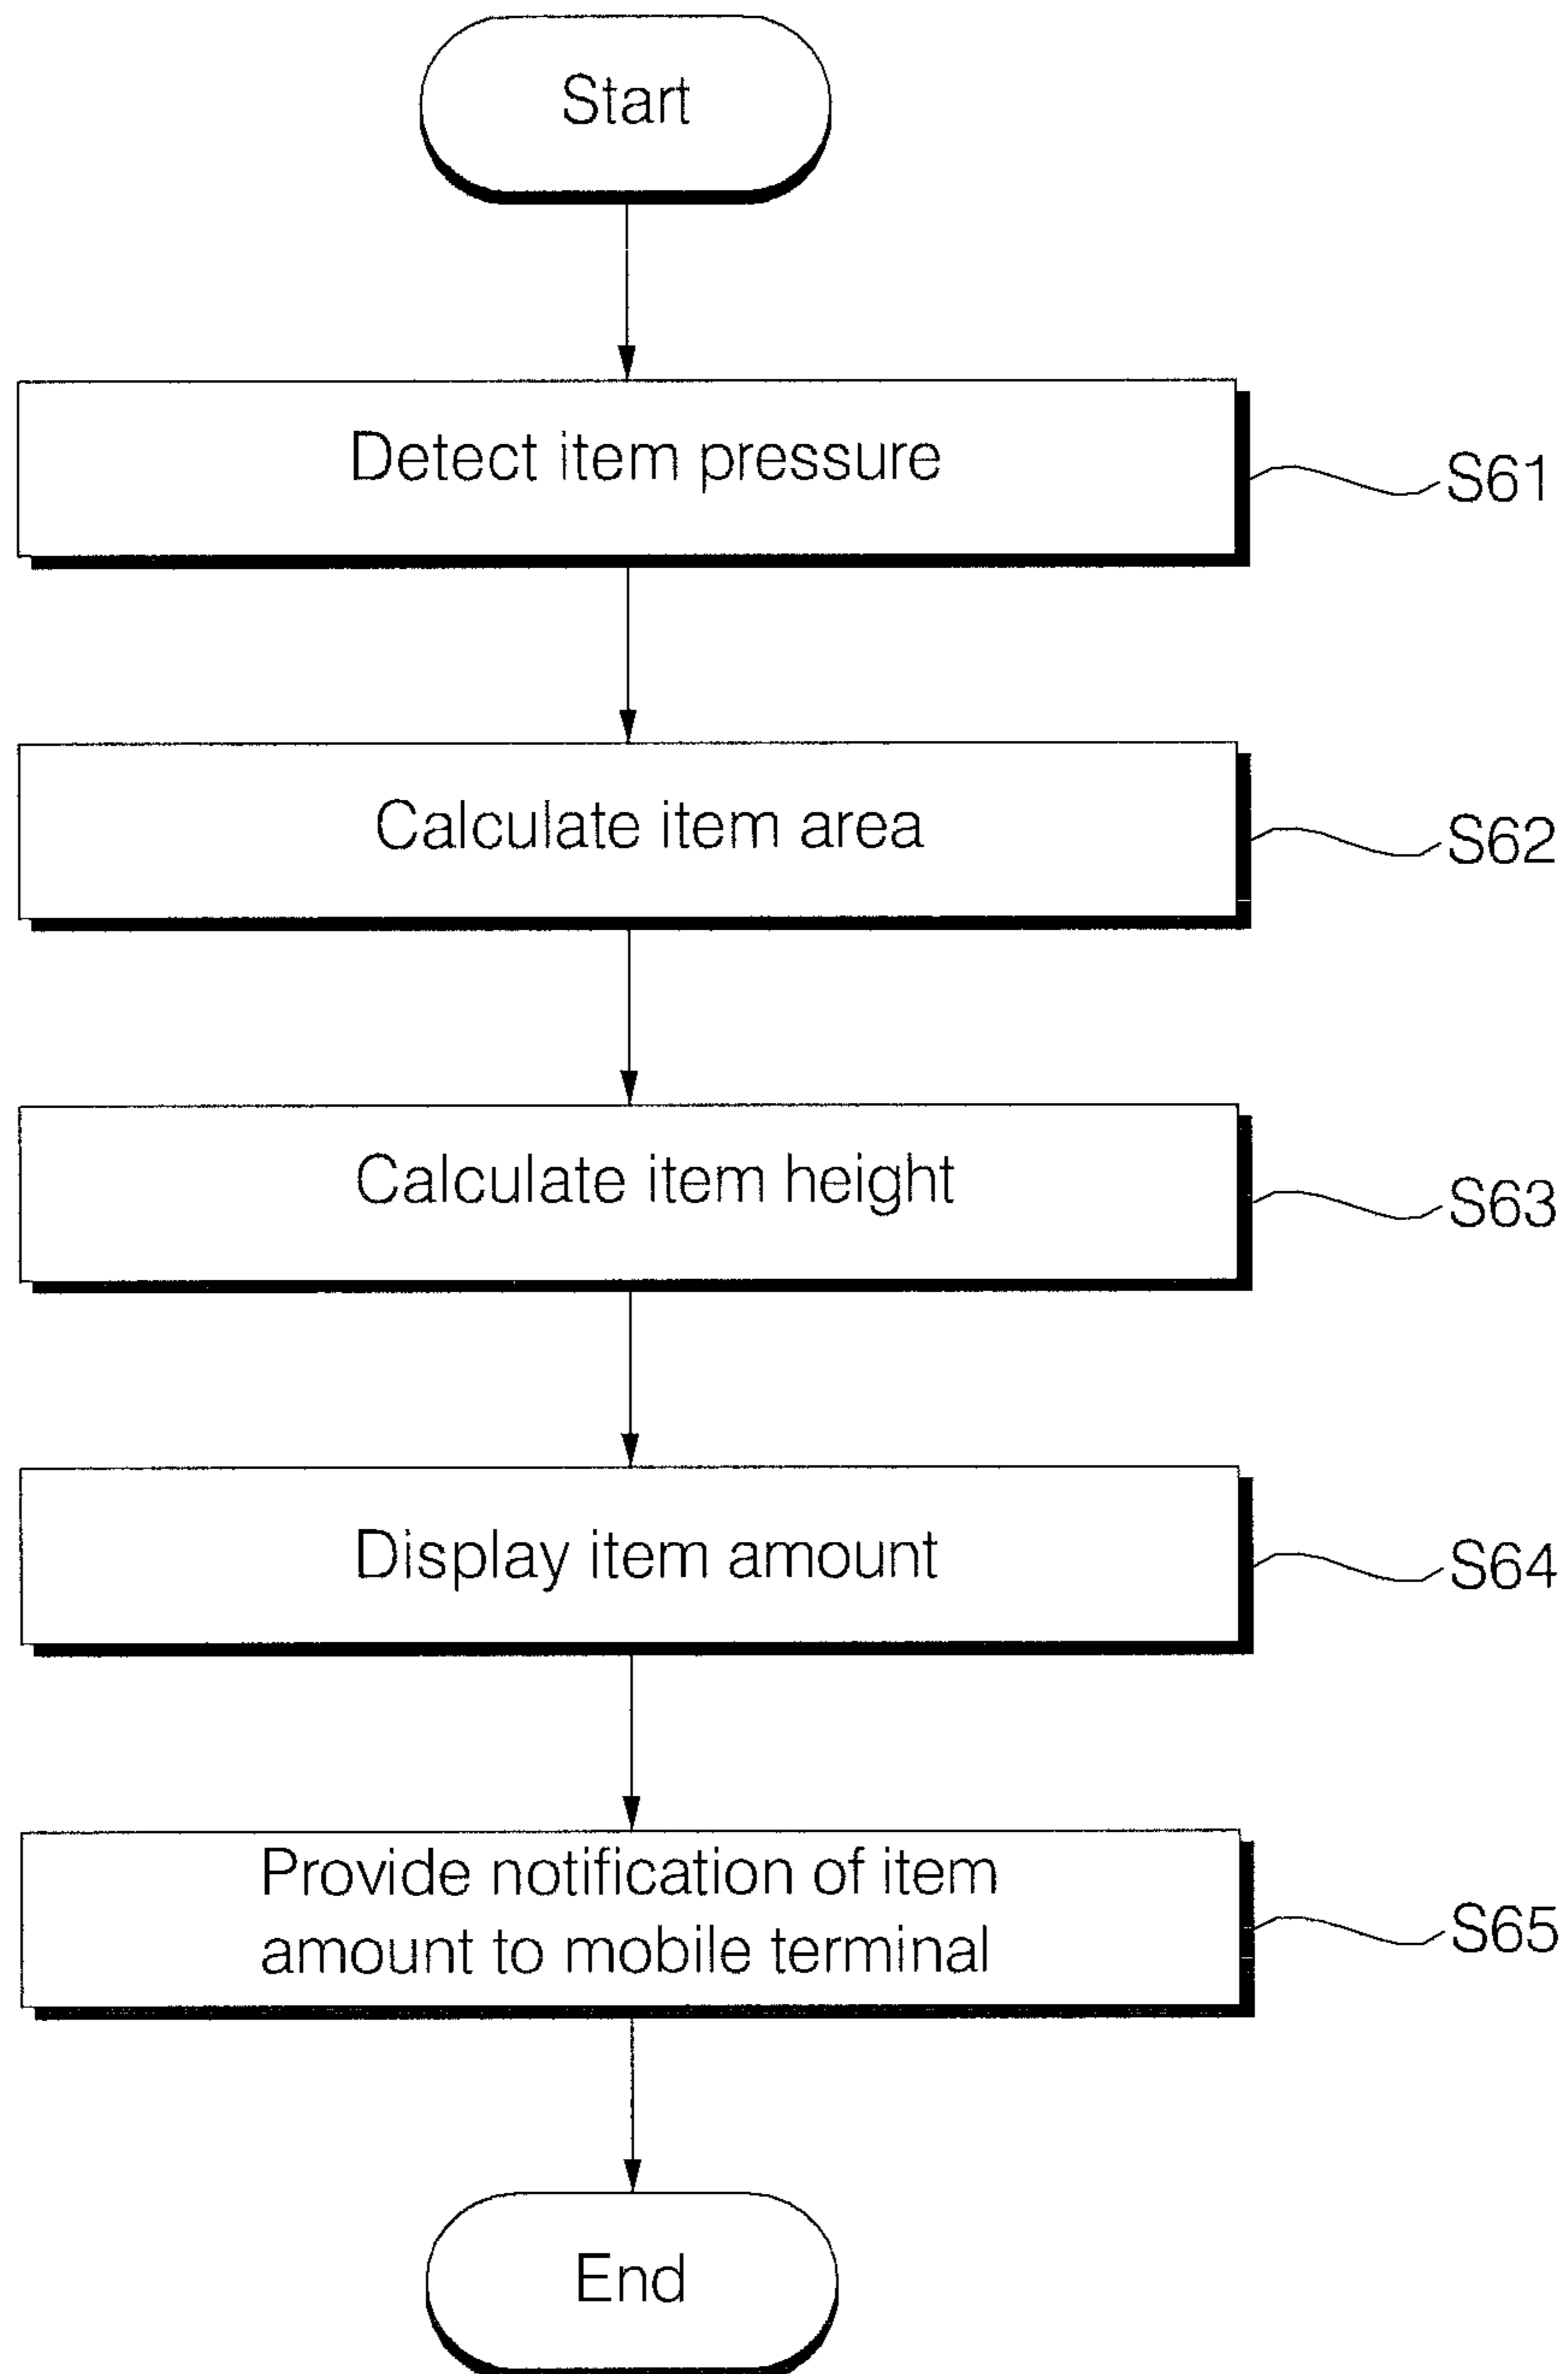 Start
Detect item pressure
S61
Calculate item area
S62
Calculate item height
S63
Display item amount
S64
Provide notification of item
amount to mobile terminal
S65
End